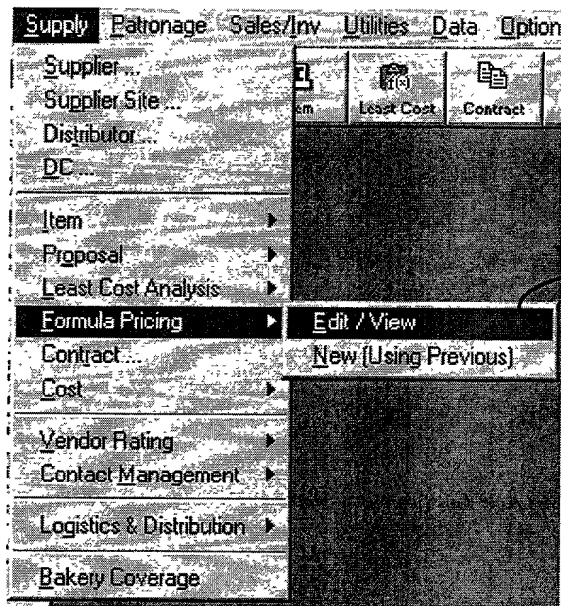 Supply Patronage Sales/Inv Utilities Data Option
Supplier ...
Supplier Site ...
Distributor ...
DC ...
em Least Cost Contract
Item
Proposal
Least Cost Analysis
Formula Pricing
Edit / View
New (Using Previous)
Contract ...
Cost
Vendor Rating
Contact Management
Logistics & Distribution
Bakery Coverage